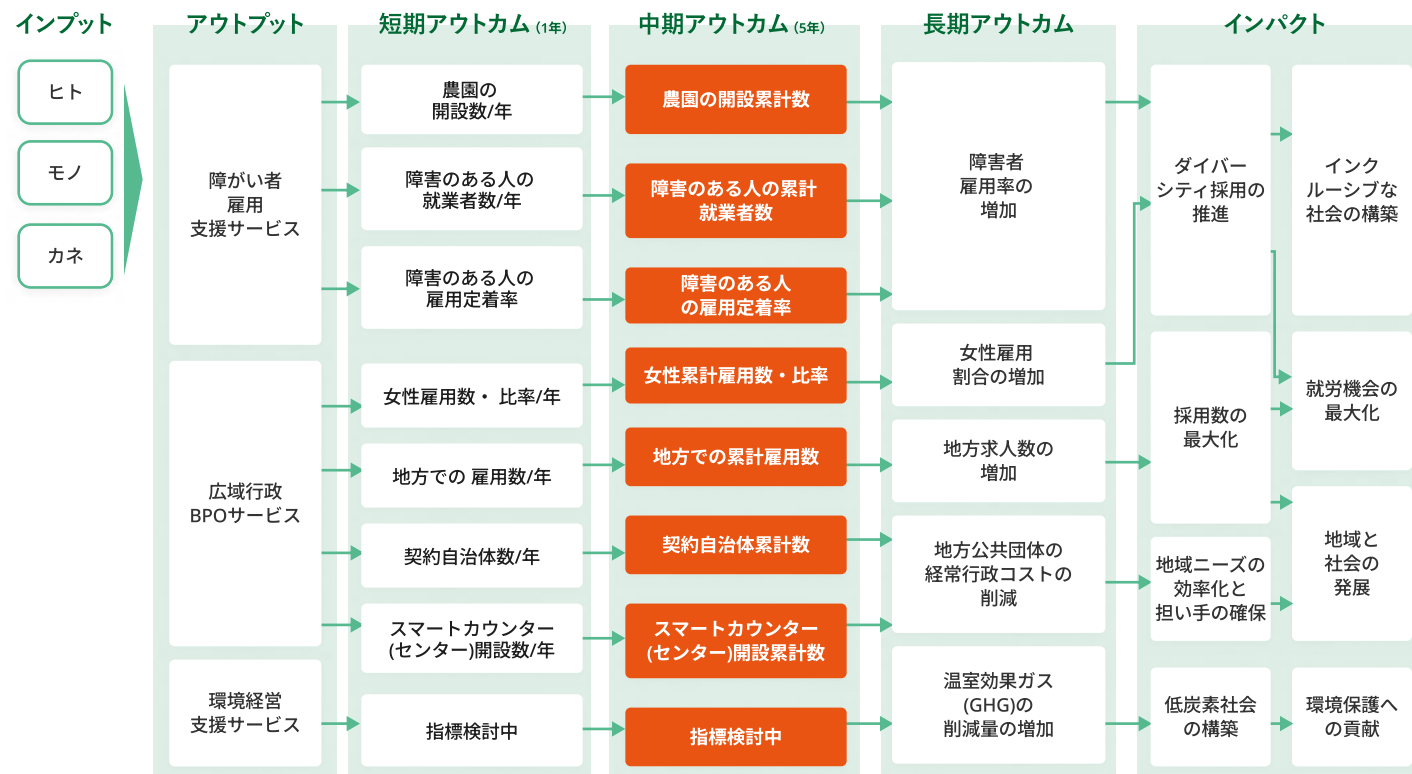 インプット
ヒト
モノ
カネ
アウトプット
障がい者
雇用
支援サービス
広域行政
BPOサービス
環境経営
支援サービス
短期アウトカム (1年)
農園の
開設数/年
障害のある人の
就業者数/年
障害のある人の
雇用定着率
女性雇用数・ 比率/年
地方での 雇用数/年
契約自治体数/年
スマートカウンター
(センター)開設数/年
指標検討中
中期アウトカム (5年)
農園の開設累計数
障害のある人の累計
就業者数
障害のある人
の雇用定着率
女性累計雇用数・比率
地方での累計雇用数
契約自治体累計数
スマートカウンター
(センター)開設累計数
指標検討中
長期アウトカム
障害者
雇用率の
増加
女性雇用
割合の増加
地方求人数の
増加
地方公共団体の
経常行政コストの
削減
温室効果ガス
(GHG)の
削減量の増加
インパクト
ダイバー
シティ採用の
推進
採用数の
最大化
地域ニーズの
効率化と
担い手の確保
低炭素社会
の構築
インク
ルーシブな
社会の構築
就労機会の
最大化
地域と
社会の
発展
環境保護へ
の貢献